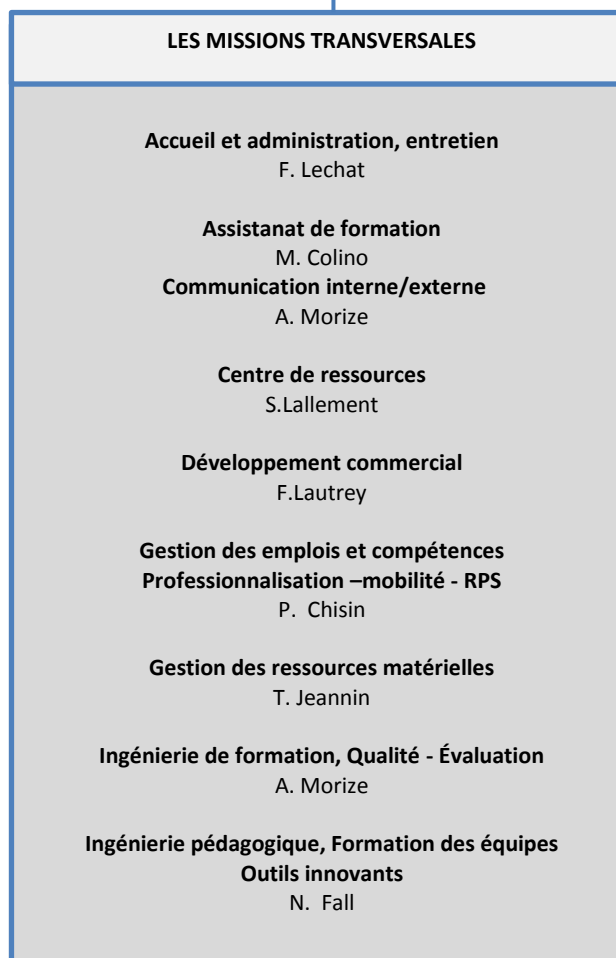 LES MISSIONS TRANSVERSALES
Accueil et administration, entretien
F. Lechat
Assistanat de formation
M. Colino
Communication interne/externe
A. Morize
Centre de ressources
S.Lallement
Développement commercial
F.Lautrey
Gestion des emplois et compétences
Professionnalisation –mobilité - RPS
P. Chisin
Gestion des ressources matérielles
T. Jeannin
Ingénierie de formation, Qualité - Évaluation
A. Morize
Ingénierie pédagogique, Formation des équipes
Outils innovants
N. Fall